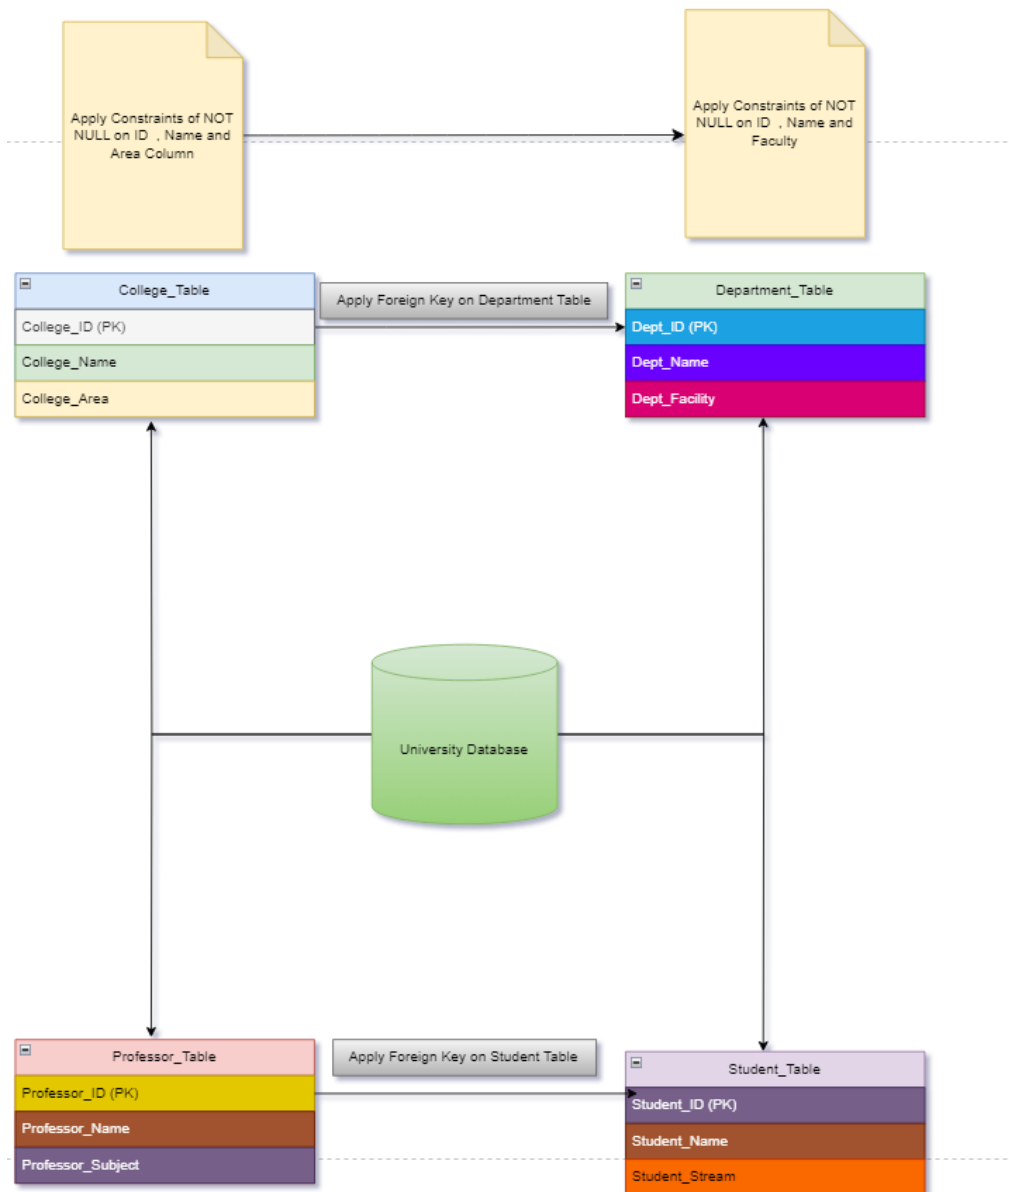 Apply Constraints of NOT
NULL on ID , Name and
Area Column
Apply Constraints of NOT
NULL on ID , Name and
Faculty
College_Table
College_ID (PK)
College_Name
College_Area
Apply Foreign Key on Department Table
Department_Table
Dept_ID (PK)
Dept_Name
Dept_Facility
University Database
Professor_Table
Professor_ID (PK)
Professor_Name
Professor_Subject
Apply Foreign Key on Student Table
Student_Table
Student_ID (PK)
Student_Name
Student_Stream